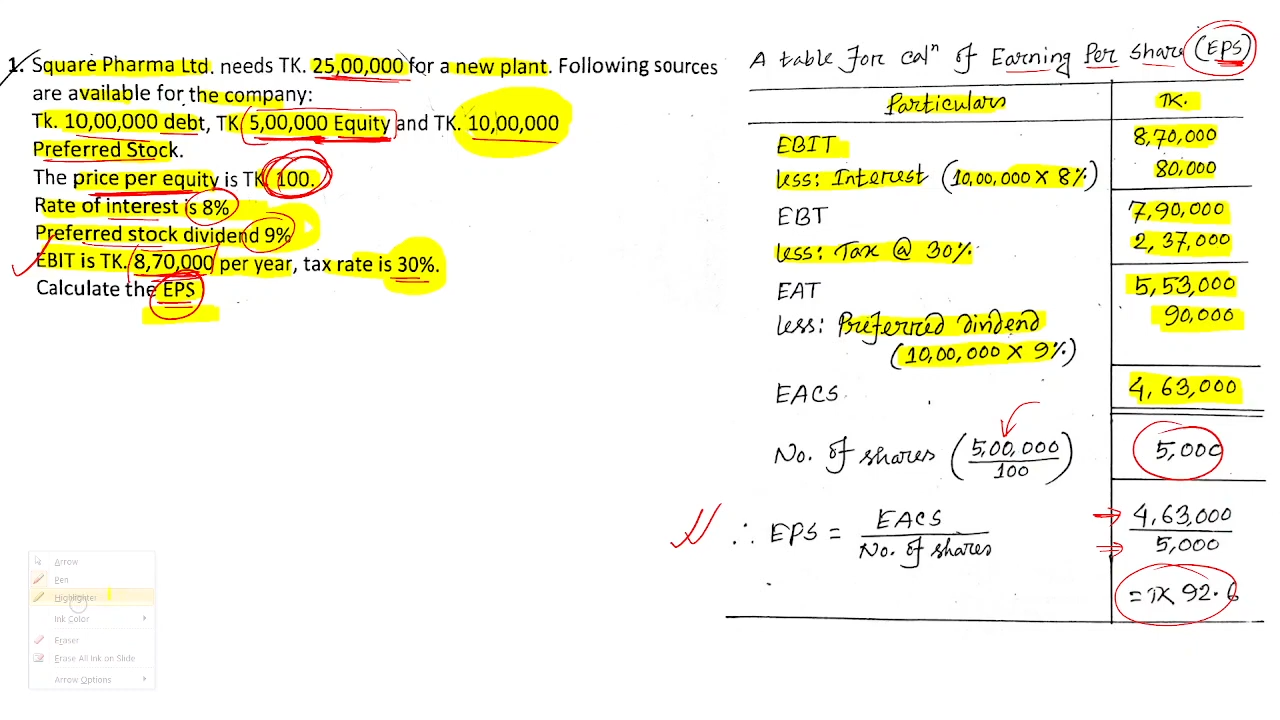 1. Square Pharma Ltd. needs TK. 25,00,000 for a new plant. Following sources
are available for the company:
Tk. 10,00,000 debt, TK. 5,00,000 Equity and TK. 10,00,000
Preferred Stock.
The price per equity is TK 100.
Rate of interest is 8%
Preferred stock dividend 9%
EBIT is TK. 8,70,000 per year, tax rate is 30%.
Calculate the EPS
A table for calⁿ of Earning Per share (EPS)
Particulars TK.
EBIT 8,70,000
less: Interest (10,00,000 × 8%) 80,000
EBT 7,90,000
less: Tax @ 30% 2,37,000
EAT 5,53,000
less: Preferred dividend 90,000
(10,00,000 × 9%)
EACS 4,63,000
No. of shares (5,00,000 / 100) 5,000
∴ EPS = EACS / No. of shares 4,63,000 / 5,000
= TK 92.6
Arrow
Pen
Highlighter
Ink Color
Eraser
Erase All Ink on Slide
Arrow Options